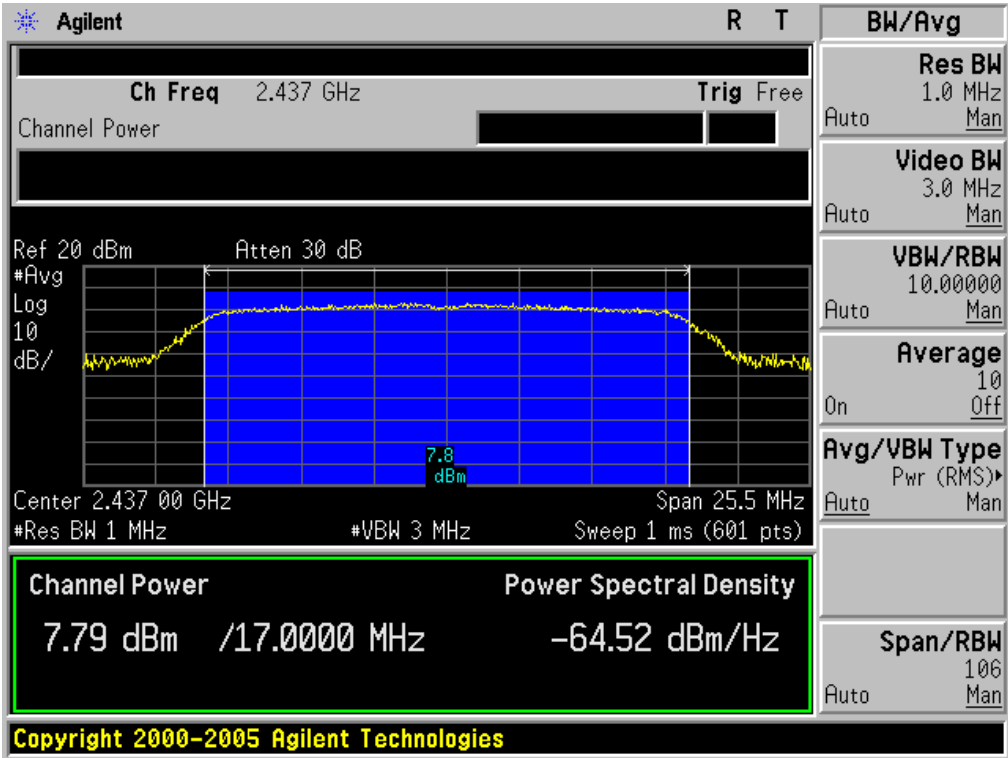 Agilent R T
BW/Avg
Ch Freq 2.437 GHz Trig Free
Channel Power
Res BW
1.0 MHz
Auto Man
Video BW
3.0 MHz
Auto Man
VBW/RBW
10.00000
Auto Man
Average
10
On Off
Avg/VBW Type
Pwr (RMS)▸
Auto Man
Span/RBW
106
Auto Man
Ref 20 dBm Atten 30 dB
#Avg
Log
10
dB/
7.8
dBm
Center 2.437 00 GHz Span 25.5 MHz
#Res BW 1 MHz #VBW 3 MHz Sweep 1 ms (601 pts)
Channel Power Power Spectral Density
7.79 dBm /17.0000 MHz -64.52 dBm/Hz
Copyright 2000-2005 Agilent Technologies